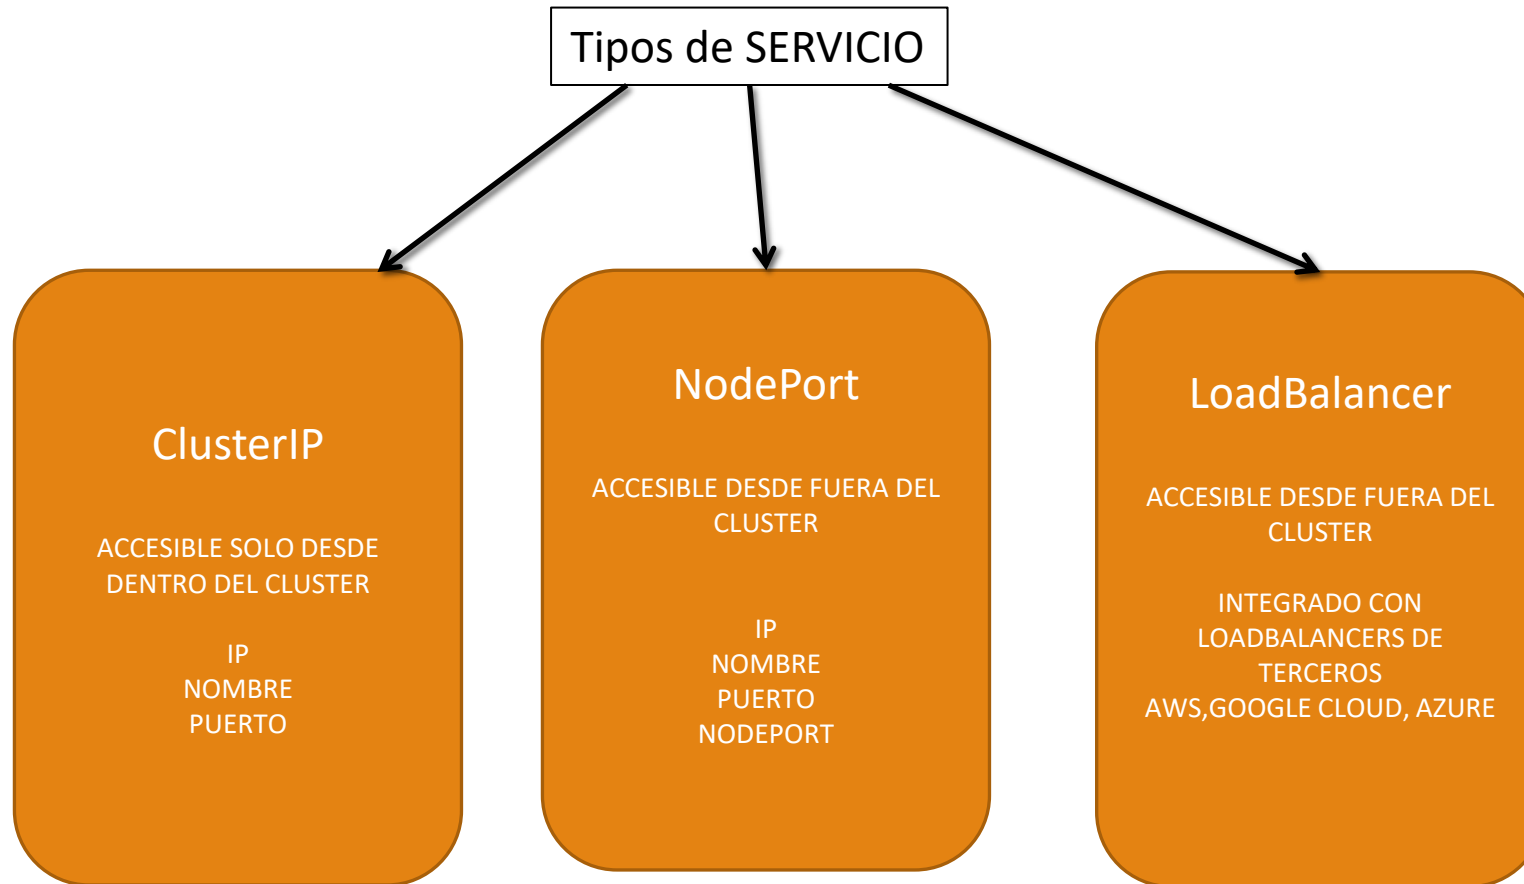 Tipos de SERVICIO
ClusterIP
ACCESIBLE SOLO DESDE
DENTRO DEL CLUSTER
IP
NOMBRE
PUERTO
NodePort
ACCESIBLE DESDE FUERA DEL
CLUSTER
IP
NOMBRE
PUERTO
NODEPORT
LoadBalancer
ACCESIBLE DESDE FUERA DEL
CLUSTER
INTEGRADO CON
LOADBALANCERS DE
TERCEROS
AWS,GOOGLE CLOUD, AZURE